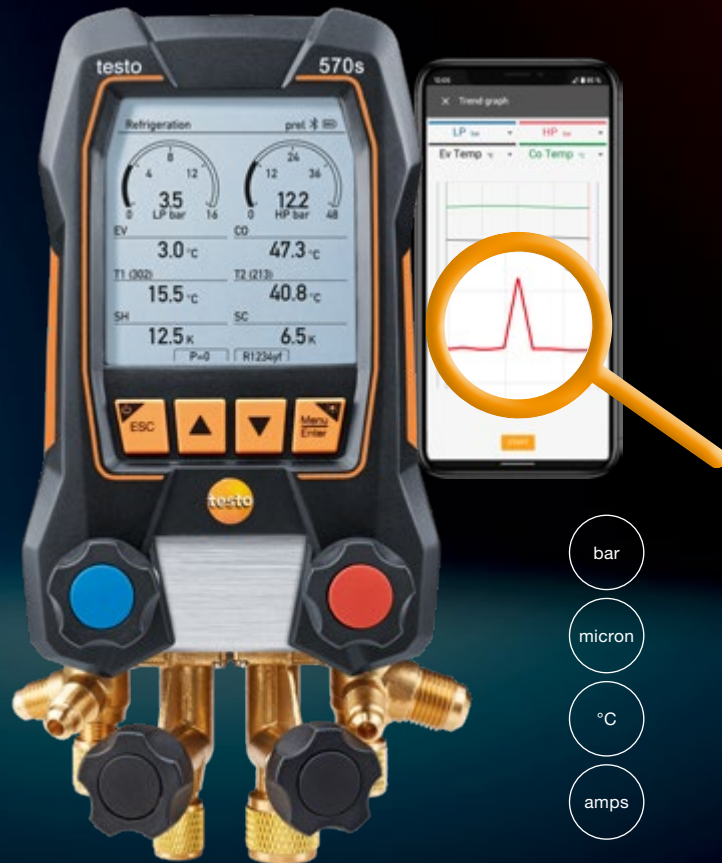 testo 570s
Refrigeration prel
8
4 12
0 3.5 16
LP bar
24
12 36
0 12.2 48
HP bar
EV CO
3.0 °C 47.3 °C
T1 (302) T2 (213)
15.5 °C 40.8 °C
SH SC
12.5 K 6.5 K
P=0 R1234yf
ESC Menu
Enter
testo
Trend graph
LP bar HP bar
Ev Temp °C Co Temp °C
START
bar
micron
°C
amps